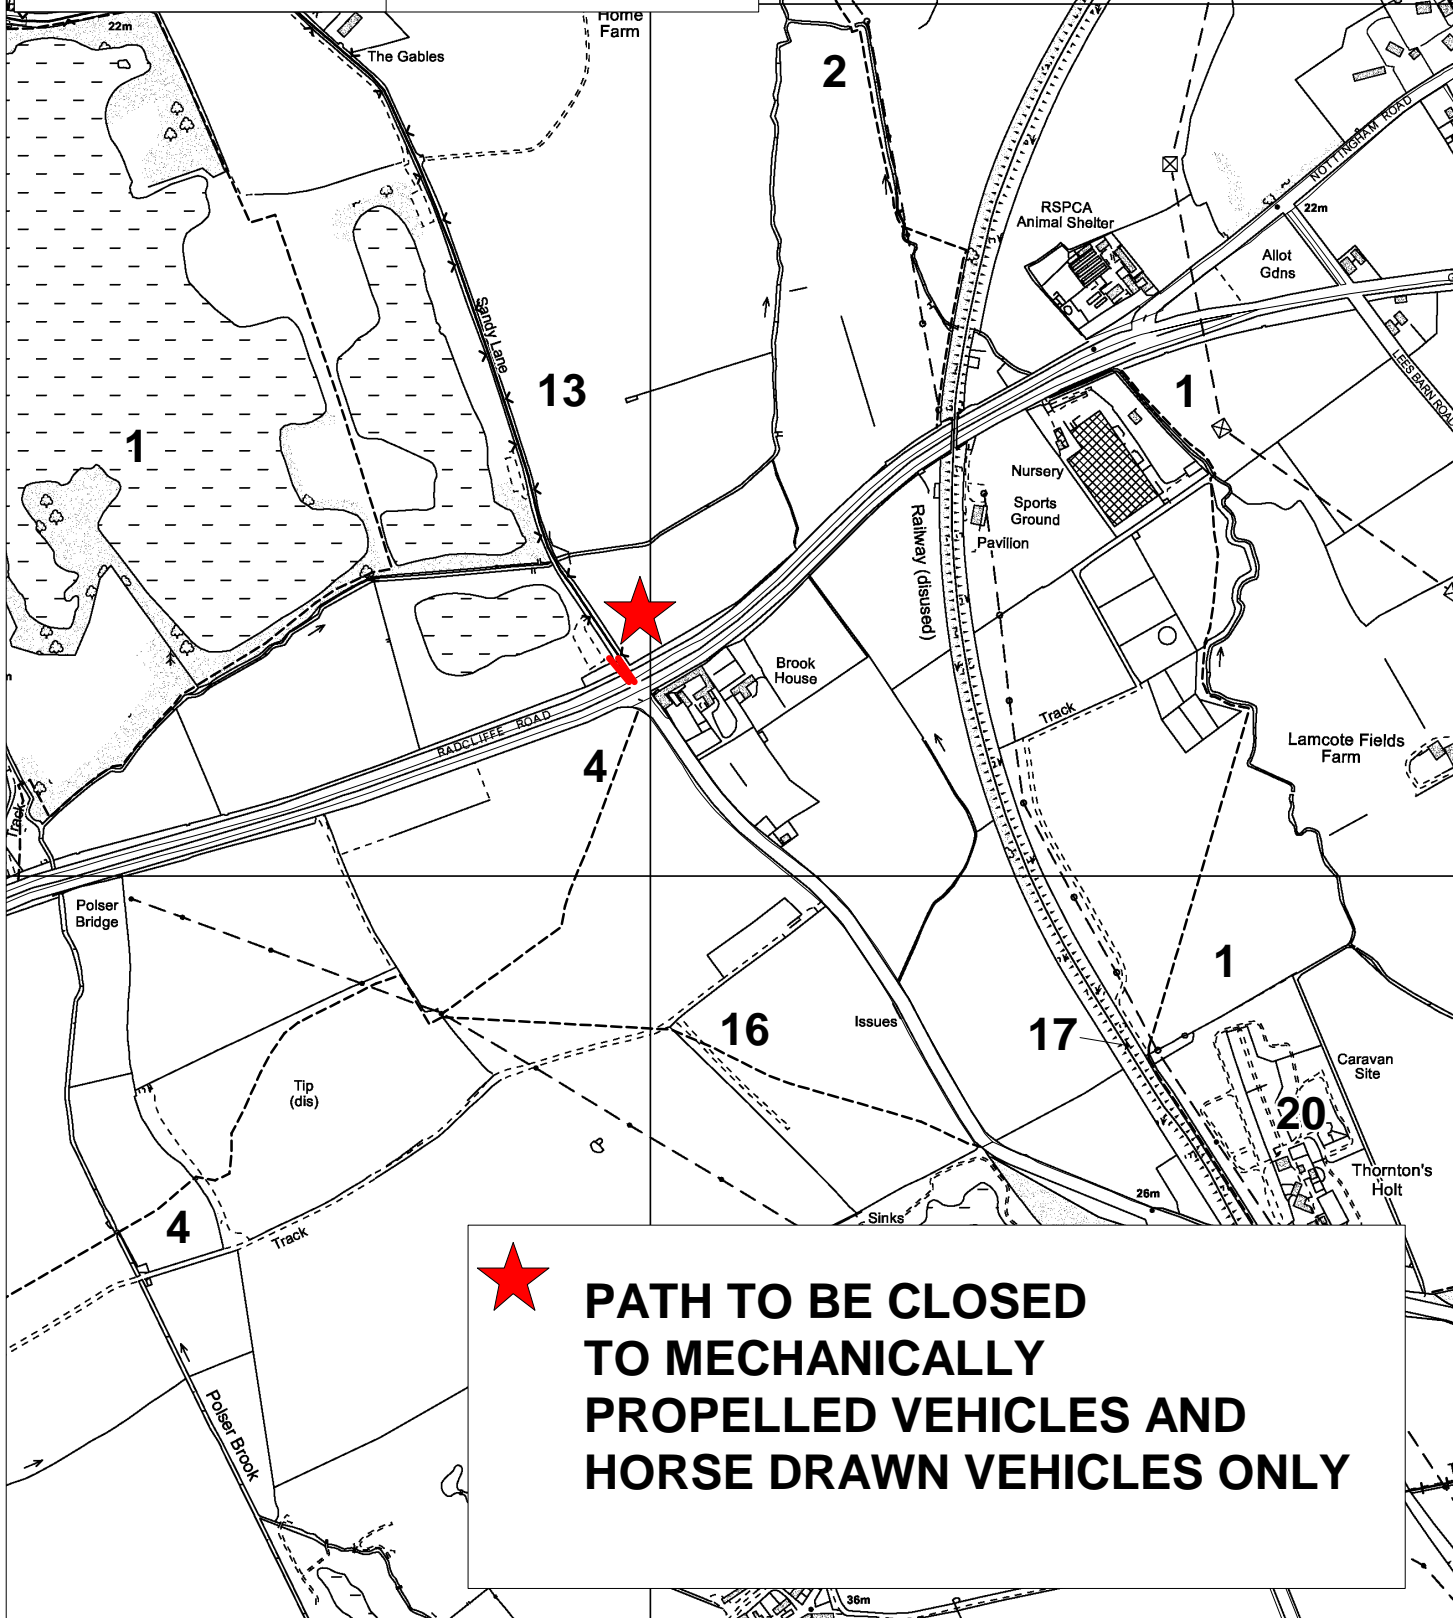 22m
The Gables
Home
Farm
2
NOTTINGHAM ROAD
RSPCA
Animal Shelter
22m
Allot
Gdns
Sandy Lane
13
1
1
LEES BARN ROAD
Nursery
Sports
Ground
Pavilion
Railway (disused)
Brook
House
Track
RADCLIFFE ROAD
4
Lamcote Fields
Farm
Track
Polser
Bridge
1
16
Issues
17
Caravan
Site
Tip
(dis)
20
Thornton's
Holt
26m
4
Track
Sinks
PATH TO BE CLOSED
TO MECHANICALLY
PROPELLED VEHICLES AND
HORSE DRAWN VEHICLES ONLY
Polser Brook
36m